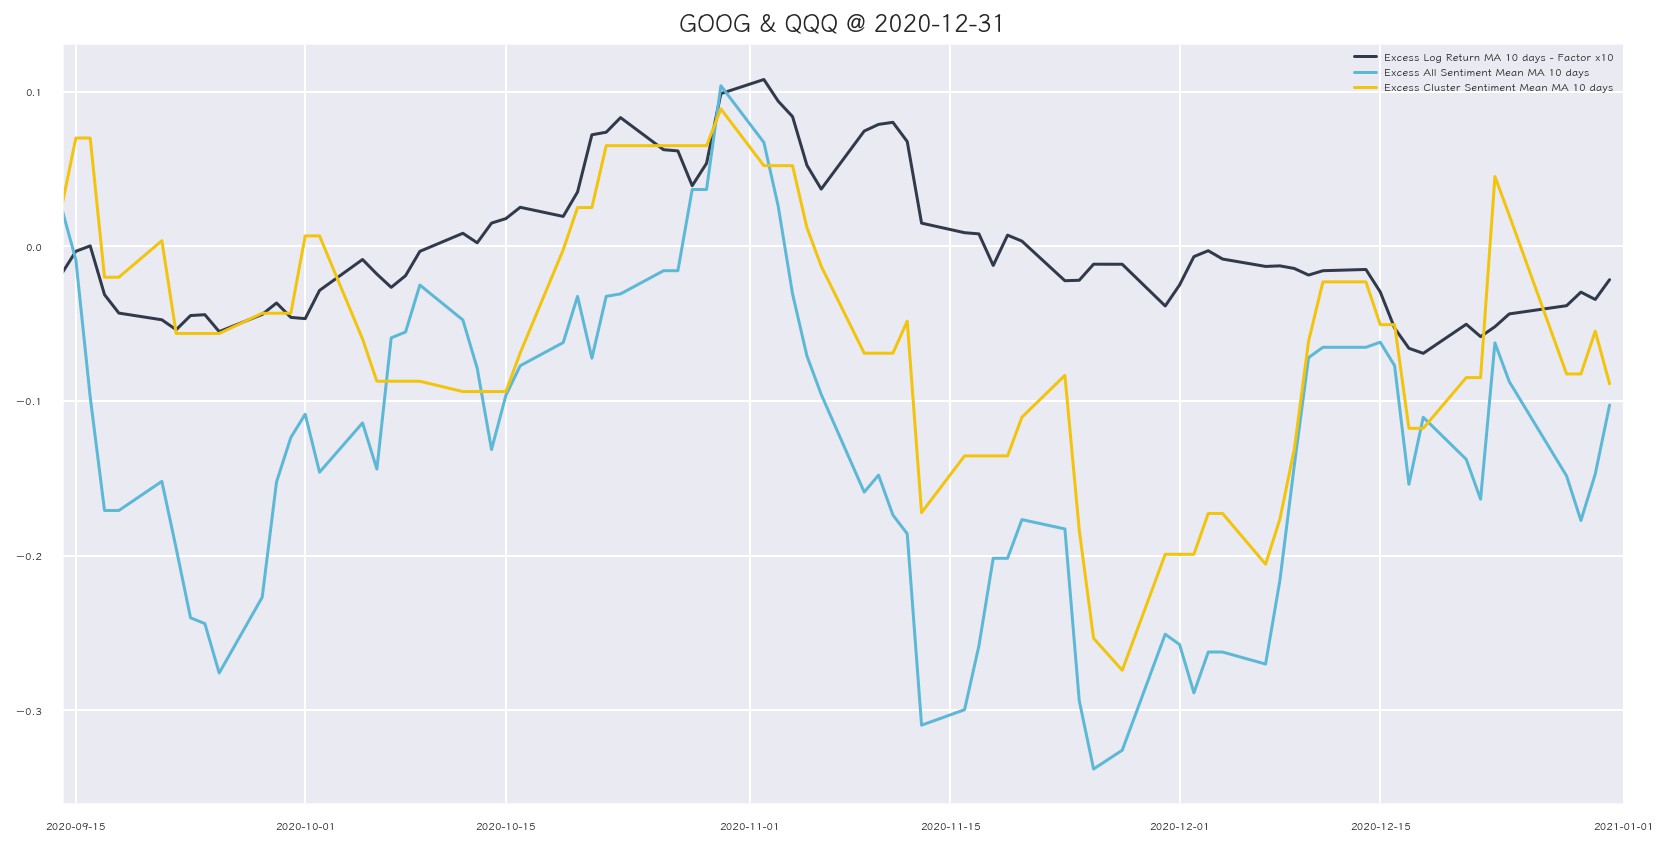 GOOG & QQQ @ 2020-12-31
Excess Log Return MA 10 days - Factor x10
Excess All Sentiment Mean MA 10 days
Excess Cluster Sentiment Mean MA 10 days
0.1
0.0
−0.1
−0.2
−0.3
2020-09-15 2020-10-01 2020-10-15 2020-11-01 2020-11-15 2020-12-01 2020-12-15 2021-01-01